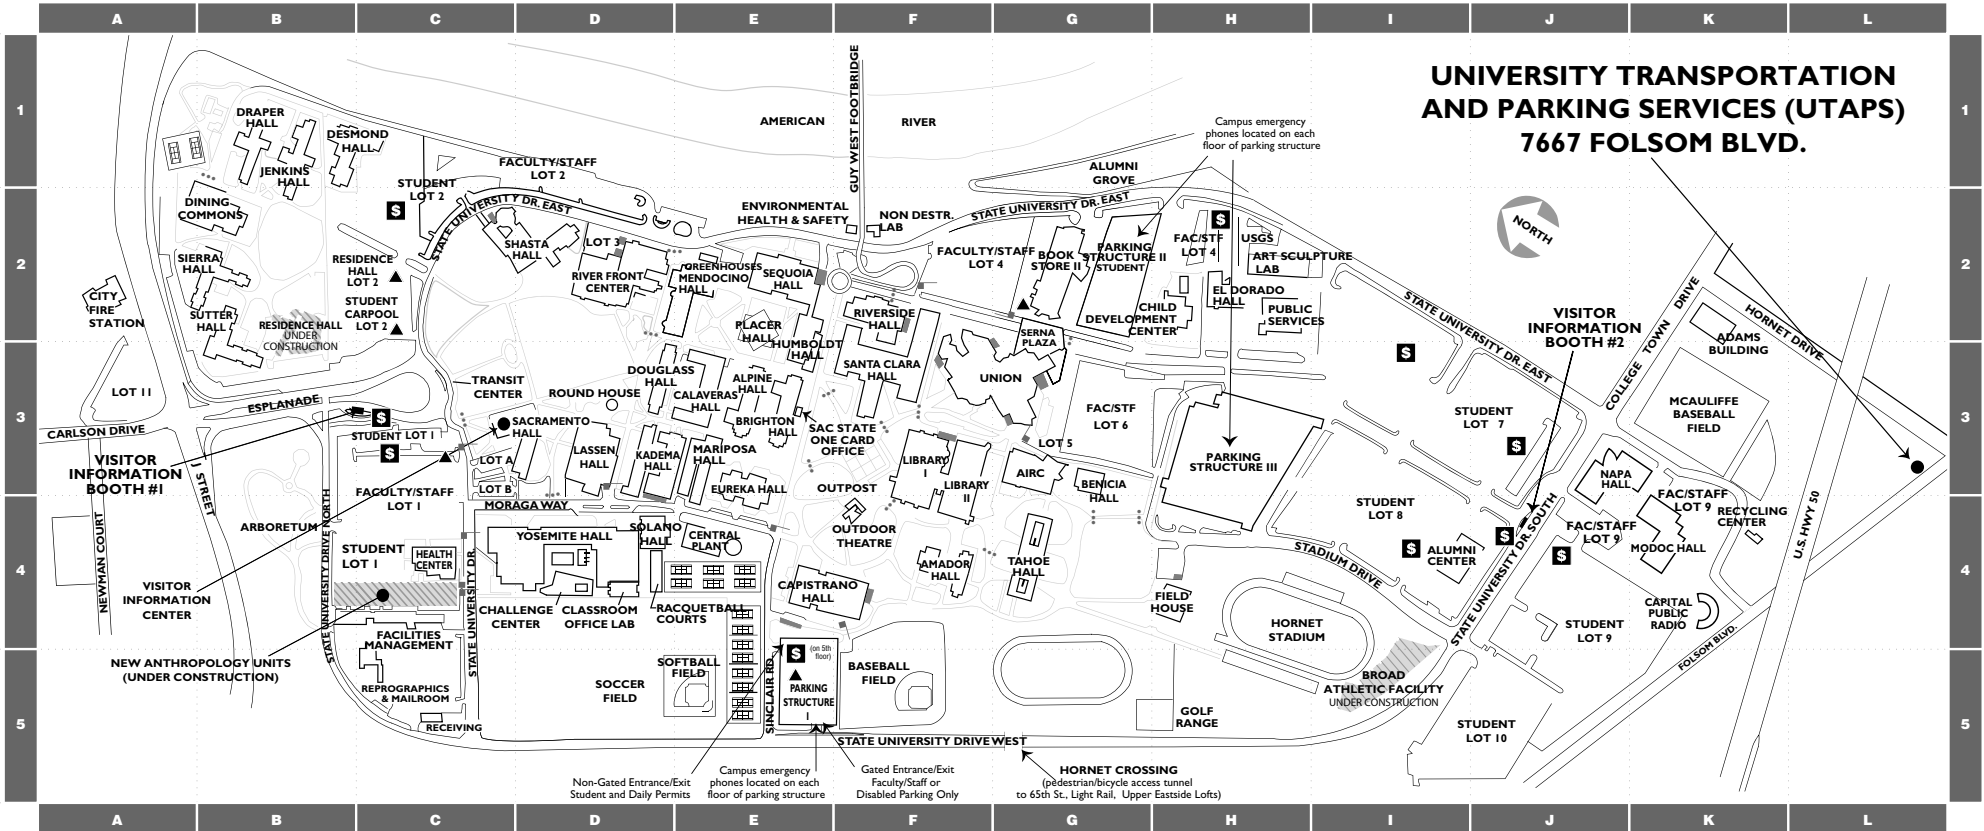 A B C D E F G H I J K L
1 1
2 2
3 3
4 4
5 5
UNIVERSITY TRANSPORTATION
AND PARKING SERVICES (UTAPS)
7667 FOLSOM BLVD.
AMERICAN RIVER
GUY WEST FOOTBRIDGE
Campus emergency
phones located on each
floor of parking structure
DRAPER
HALL
DESMOND
HALL
JENKINS
HALL
DINING
COMMONS
STUDENT
LOT 2
$
FACULTY/STAFF
LOT 2
STATE UNIVERSITY DR. EAST
ENVIRONMENTAL
HEALTH & SAFETY
NON DESTR.
LAB
STATE UNIVERSITY DR. EAST
ALUMNI
GROVE
NORTH
SIERRA
HALL
RESIDENCE
HALL
LOT 2
STUDENT
CARPOOL
LOT 2
SUTTER
HALL
RESIDENCE HALL
UNDER
CONSTRUCTION
CITY
FIRE
STATION
SHASTA
HALL
LOT 3
RIVER FRONT
CENTER
GREENHOUSES
MENDOCINO
HALL
SEQUOIA
HALL
PLACER
HALL
HUMBOLDT
HALL
RIVERSIDE
HALL
FACULTY/STAFF
LOT 4
BOOK
STORE II
PARKING
STRUCTURE II
STUDENT
$
FAC/STF
LOT 4
USGS
ART SCULPTURE
LAB
EL DORADO
HALL
PUBLIC
SERVICES
CHILD
DEVELOPMENT
CENTER
SERNA
PLAZA
STATE UNIVERSITY DR. EAST
VISITOR
INFORMATION
BOOTH #2
COLLEGE TOWN DRIVE
HORNET DRIVE
ADAMS
BUILDING
LOT 11
ESPLANADE
CARLSON DRIVE
TRANSIT
CENTER
ROUND HOUSE
DOUGLASS
HALL
CALAVERAS
HALL
ALPINE
HALL
BRIGHTON
HALL
SANTA CLARA
HALL
UNION
$
$
STUDENT LOT 1
$
SACRAMENTO
HALL
SAC STATE
ONE CARD
OFFICE
FAC/STF
LOT 6
LOT 5
STUDENT
LOT 7
$
MCAULIFFE
BASEBALL
FIELD
VISITOR
INFORMATION
BOOTH #1
J STREET
LOT A
LOT B
LASSEN
HALL
KADEMA
HALL
MARIPOSA
HALL
EUREKA HALL
LIBRARY
I
LIBRARY
II
AIRC
BENICIA
HALL
PARKING
STRUCTURE III
NAPA
HALL
FACULTY/STAFF
LOT 1
MORAGA WAY
OUTPOST
OUTDOOR
THEATRE
STUDENT
LOT 8
$
$
FAC/STAFF
LOT 9
FAC/STAFF
LOT 9
$
RECYCLING
CENTER
MODOC HALL
U.S. HWY 50
NEWMAN COURT
ARBORETUM
STATE UNIVERSITY DRIVE NORTH
STUDENT
LOT 1
HEALTH
CENTER
STATE UNIVERSITY DR.
YOSEMITE HALL
SOLANO
HALL
CENTRAL
PLANT
AMADOR
HALL
TAHOE
HALL
STADIUM DRIVE
ALUMNI
CENTER
STATE UNIVERSITY DR. SOUTH
VISITOR
INFORMATION
CENTER
CHALLENGE
CENTER
CLASSROOM
OFFICE LAB
RACQUETBALL
COURTS
CAPISTRANO
HALL
FIELD
HOUSE
HORNET
STADIUM
CAPITAL
PUBLIC
RADIO
STUDENT
LOT 9
FOLSOM BLVD.
FACILITIES
MANAGEMENT
NEW ANTHROPOLOGY UNITS
(UNDER CONSTRUCTION)
REPROGRAPHICS
& MAILROOM
RECEIVING
SOCCER
FIELD
SOFTBALL
FIELD
SINCLAIR RD.
$
(on 5th
floor)
PARKING
STRUCTURE
I
BASEBALL
FIELD
GOLF
RANGE
BROAD
ATHLETIC FACILITY
UNDER CONSTRUCTION
STUDENT
LOT 10
STATE UNIVERSITY DRIVE WEST
Non-Gated Entrance/Exit
Student and Daily Permits
Campus emergency
phones located on each
floor of parking structure
Gated Entrance/Exit
Faculty/Staff or
Disabled Parking Only
HORNET CROSSING
(pedestrian/bicycle access tunnel
to 65th St., Light Rail, Upper Eastside Lofts)
A B C D E F G H I J K L